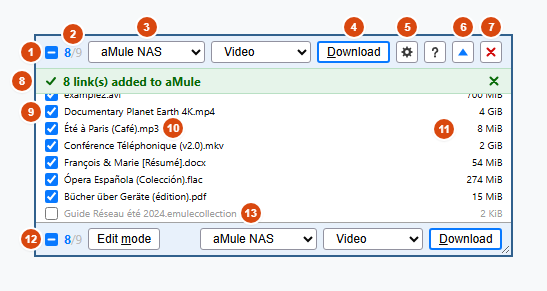 1 2 3 4 5 6 7
8/9 aMule NAS Video Download ?
8 8 link(s) added to aMule
example2.avi 700 MiB
9 Documentary Planet Earth 4K.mp4 4 GiB
Été à Paris (Café).mp3 10 11 8 MiB
Conférence Téléphonique (v2.0).mkv 2 GiB
François & Marie [Résumé].docx 54 MiB
Ópera Española (Colección).flac 274 MiB
Bücher über Geräte (édition).pdf 15 MiB
Guide Réseau été 2024.emulecollection 13 2 KiB
12 8/9 Edit mode aMule NAS Video Download